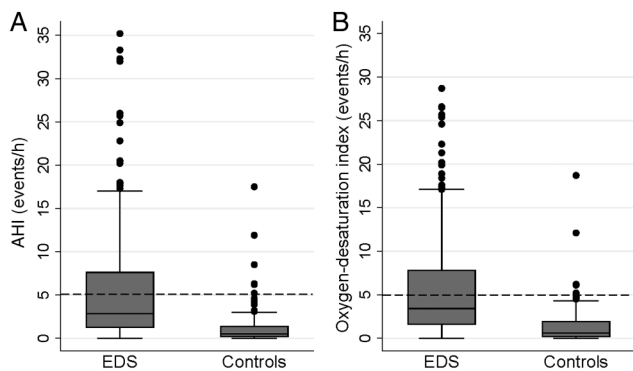 A
AHI (events/h)
35
30
25
20
15
10
5
0
EDS Controls
B
Oxygen-desaturation index (events/h)
35
30
25
20
15
10
5
0
EDS Controls